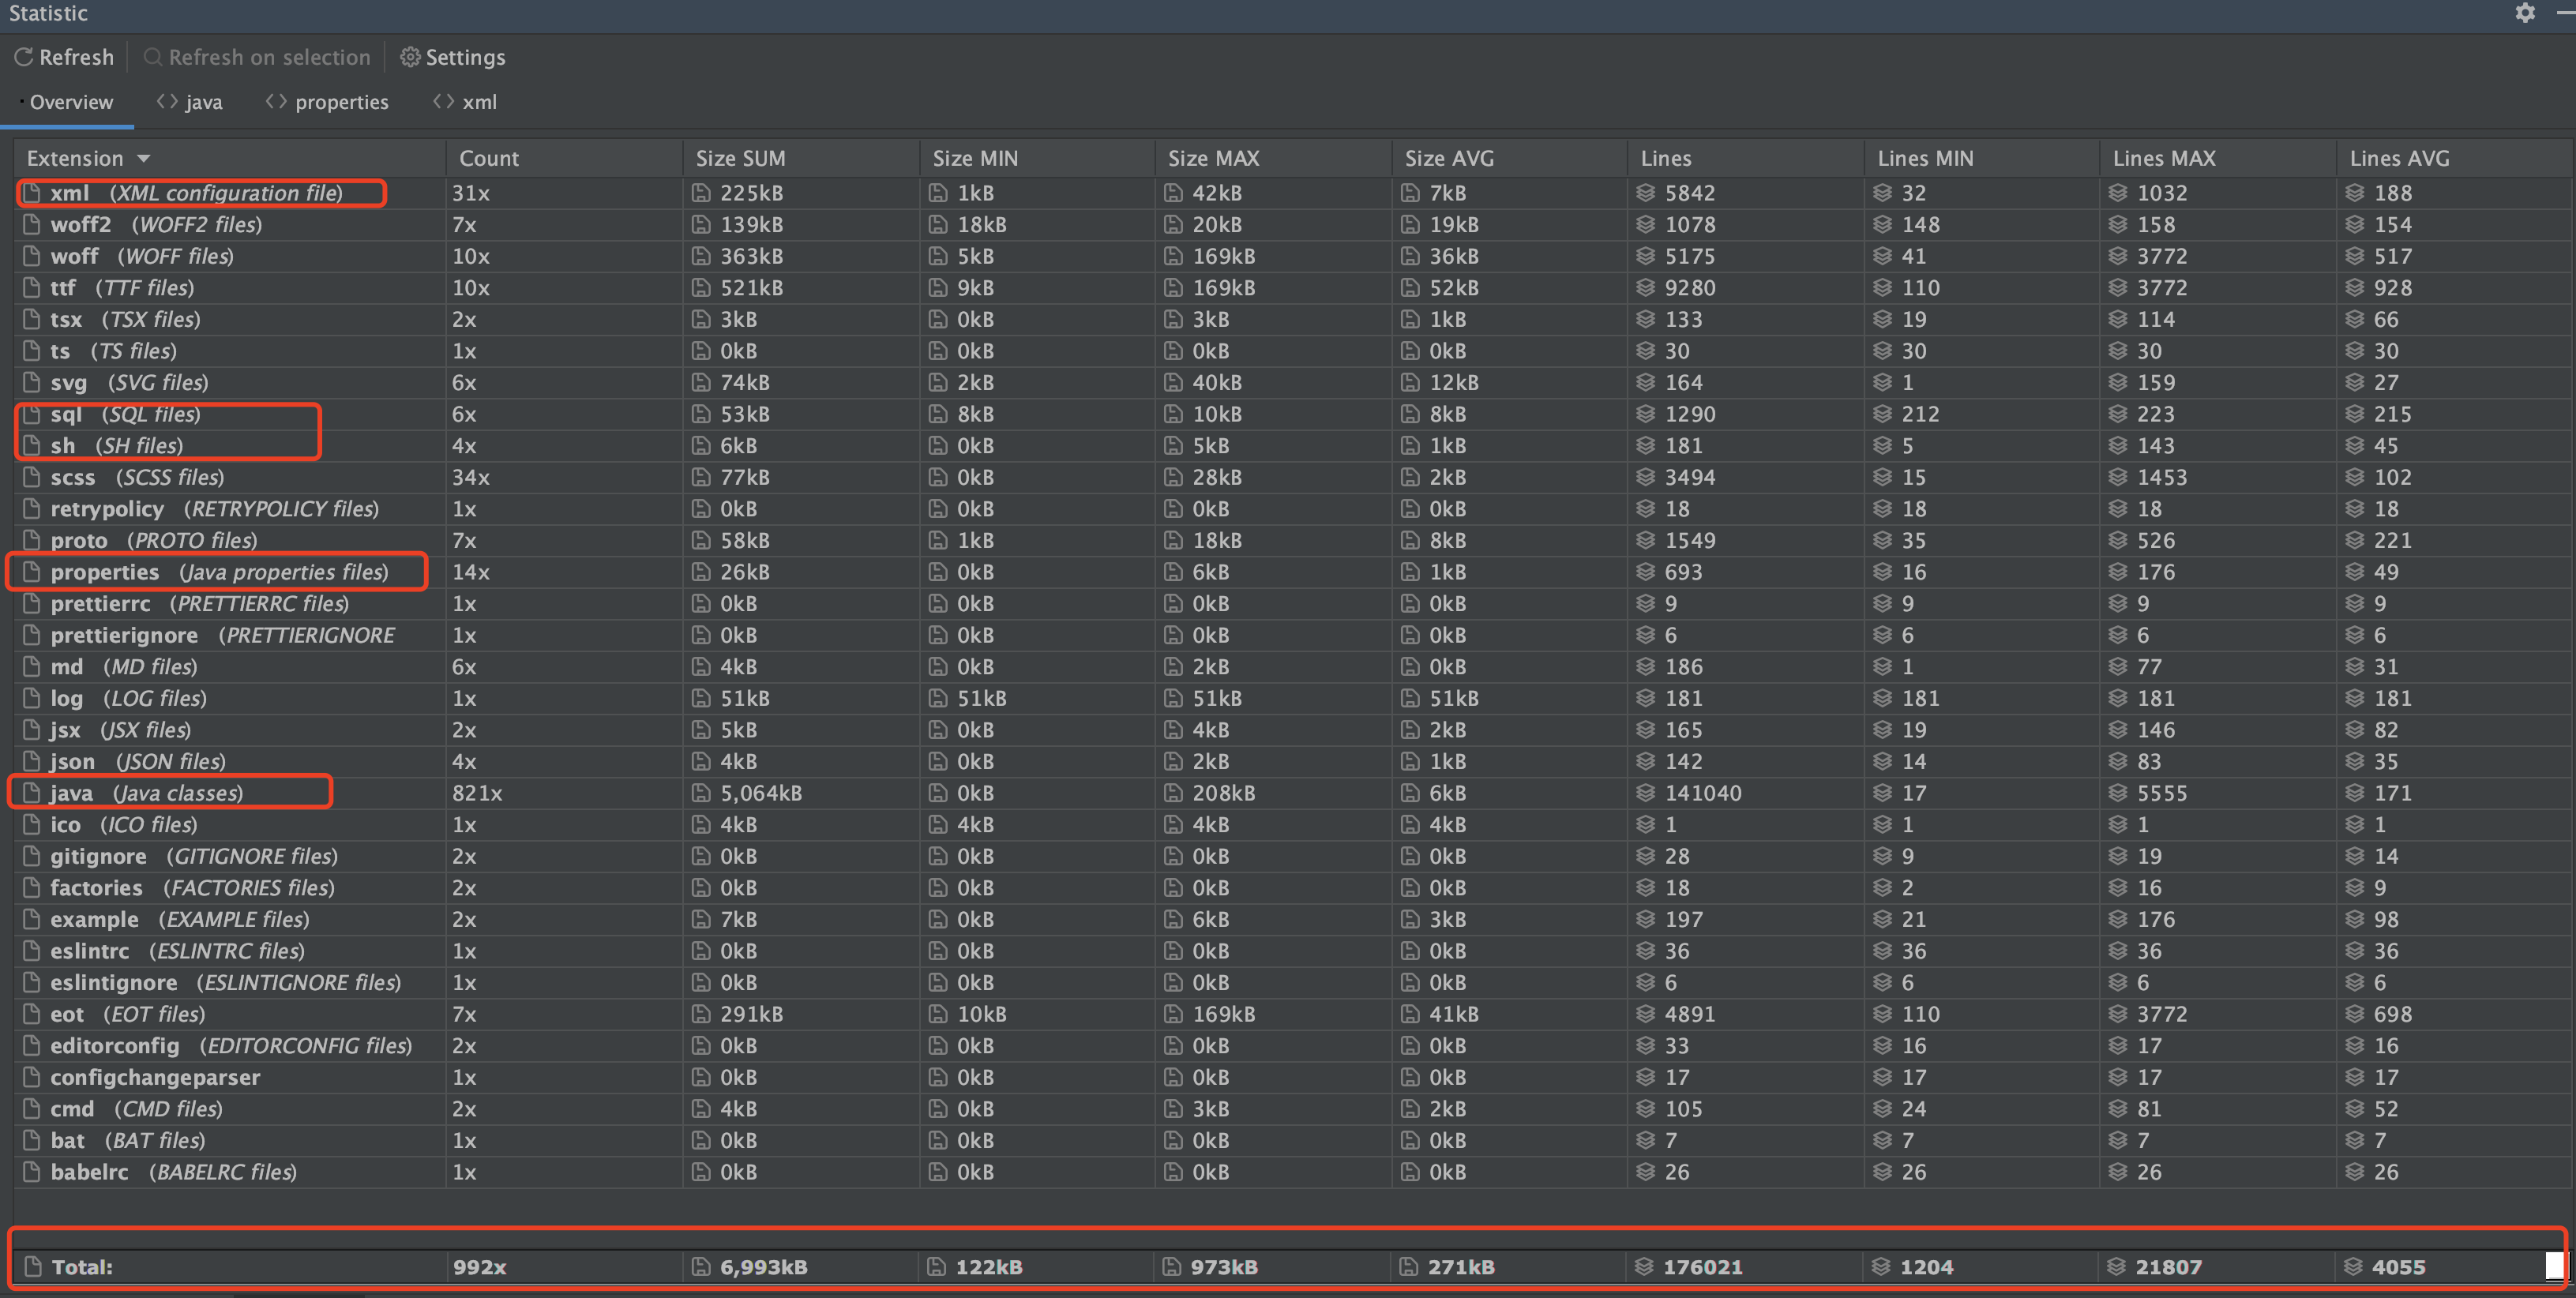 Statistic
Refresh Refresh on selection Settings
Overview <> java <> properties <> xml
Extension Count Size SUM Size MIN Size MAX Size AVG Lines Lines MIN Lines MAX Lines AVG
xml (XML configuration file) 31x 225kB 1kB 42kB 7kB 5842 32 1032 188
woff2 (WOFF2 files) 7x 139kB 18kB 20kB 19kB 1078 148 158 154
woff (WOFF files) 10x 363kB 5kB 169kB 36kB 5175 41 3772 517
ttf (TTF files) 10x 521kB 9kB 169kB 52kB 9280 110 3772 928
tsx (TSX files) 2x 3kB 0kB 3kB 1kB 133 19 114 66
ts (TS files) 1x 0kB 0kB 0kB 0kB 30 30 30 30
svg (SVG files) 6x 74kB 2kB 40kB 12kB 164 1 159 27
sql (SQL files) 6x 53kB 8kB 10kB 8kB 1290 212 223 215
sh (SH files) 4x 6kB 0kB 5kB 1kB 181 5 143 45
scss (SCSS files) 34x 77kB 0kB 28kB 2kB 3494 15 1453 102
retrypolicy (RETRYPOLICY files) 1x 0kB 0kB 0kB 0kB 18 18 18 18
proto (PROTO files) 7x 58kB 1kB 18kB 8kB 1549 35 526 221
properties (Java properties files) 14x 26kB 0kB 6kB 1kB 693 16 176 49
prettierrc (PRETTIERRC files) 1x 0kB 0kB 0kB 0kB 9 9 9 9
prettierignore (PRETTIERIGNORE 1x 0kB 0kB 0kB 0kB 6 6 6 6
md (MD files) 6x 4kB 0kB 2kB 0kB 186 1 77 31
log (LOG files) 1x 51kB 51kB 51kB 51kB 181 181 181 181
jsx (JSX files) 2x 5kB 0kB 4kB 2kB 165 19 146 82
json (JSON files) 4x 4kB 0kB 2kB 1kB 142 14 83 35
java (Java classes) 821x 5,064kB 0kB 208kB 6kB 141040 17 5555 171
ico (ICO files) 1x 4kB 4kB 4kB 4kB 1 1 1 1
gitignore (GITIGNORE files) 2x 0kB 0kB 0kB 0kB 28 9 19 14
factories (FACTORIES files) 2x 0kB 0kB 0kB 0kB 18 2 16 9
example (EXAMPLE files) 2x 7kB 0kB 6kB 3kB 197 21 176 98
eslintrc (ESLINTRC files) 1x 0kB 0kB 0kB 0kB 36 36 36 36
eslintignore (ESLINTIGNORE files) 1x 0kB 0kB 0kB 0kB 6 6 6 6
eot (EOT files) 7x 291kB 10kB 169kB 41kB 4891 110 3772 698
editorconfig (EDITORCONFIG files) 2x 0kB 0kB 0kB 0kB 33 16 17 16
configchangeparser 1x 0kB 0kB 0kB 0kB 17 17 17 17
cmd (CMD files) 2x 4kB 0kB 3kB 2kB 105 24 81 52
bat (BAT files) 1x 0kB 0kB 0kB 0kB 7 7 7 7
babelrc (BABELRC files) 1x 0kB 0kB 0kB 0kB 26 26 26 26
Total: 992x 6,993kB 122kB 973kB 271kB 176021 1204 21807 4055